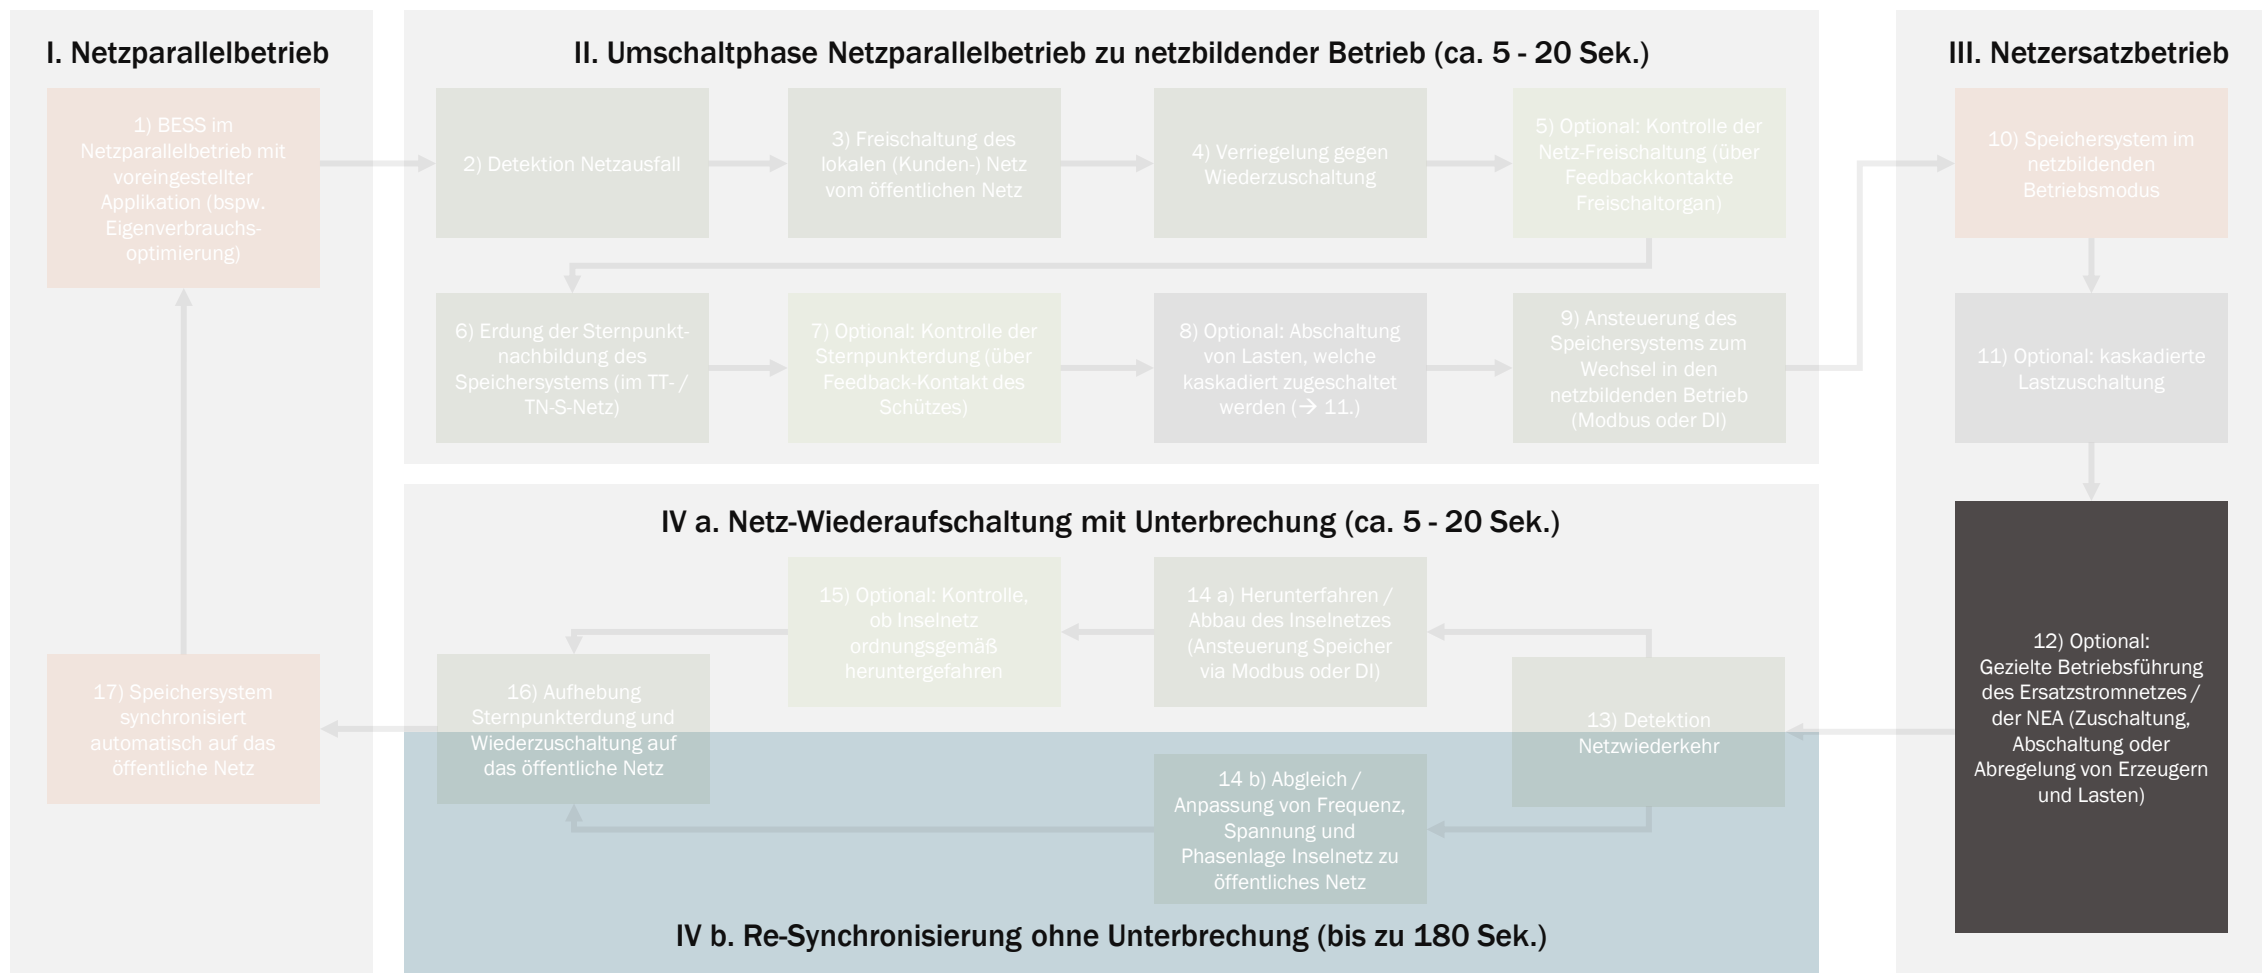 I. Netzparallelbetrieb
1) BESS im
Netzparallelbetrieb mit
voreingestellter
Applikation (bspw.
Eigenverbrauchs-
optimierung)
II. Umschaltphase Netzparallelbetrieb zu netzbildender Betrieb (ca. 5 - 20 Sek.)
2) Detektion Netzausfall
3) Freischaltung des
lokalen (Kunden-) Netz
vom öffentlichen Netz
4) Verriegelung gegen
Wiederzuschaltung
5) Optional: Kontrolle der
Netz-Freischaltung (über
Feedbackkontakte
Freischaltorgan)
6) Erdung der Sternpunkt-
nachbildung des
Speichersystems (im TT- /
TN-S-Netz)
7) Optional: Kontrolle der
Sternpunkterdung (über
Feedback-Kontakt des
Schützes)
8) Optional: Abschaltung
von Lasten, welche
kaskadiert zugeschaltet
werden (→ 11.)
9) Ansteuerung des
Speichersystems zum
Wechsel in den
netzbildenden Betrieb
(Modbus oder DI)
III. Netzersatzbetrieb
10) Speichersystem im
netzbildenden
Betriebsmodus
11) Optional: kaskadierte
Lastzuschaltung
12) Optional:
Gezielte Betriebsführung
des Ersatzstromnetzes /
der NEA (Zuschaltung,
Abschaltung oder
Abregelung von Erzeugern
und Lasten)
IV a. Netz-Wiederaufschaltung mit Unterbrechung (ca. 5 - 20 Sek.)
13) Detektion
Netzwiederkehr
14 a) Herunterfahren /
Abbau des Inselnetzes
(Ansteuerung Speicher
via Modbus oder DI)
15) Optional: Kontrolle,
ob Inselnetz
ordnungsgemäß
heruntergefahren
14 b) Abgleich /
Anpassung von Frequenz,
Spannung und
Phasenlage Inselnetz zu
öffentliches Netz
16) Aufhebung
Sternpunkterdung und
Wiederzuschaltung auf
das öffentliche Netz
17) Speichersystem
synchronisiert
automatisch auf das
öffentliche Netz
IV b. Re-Synchronisierung ohne Unterbrechung (bis zu 180 Sek.)